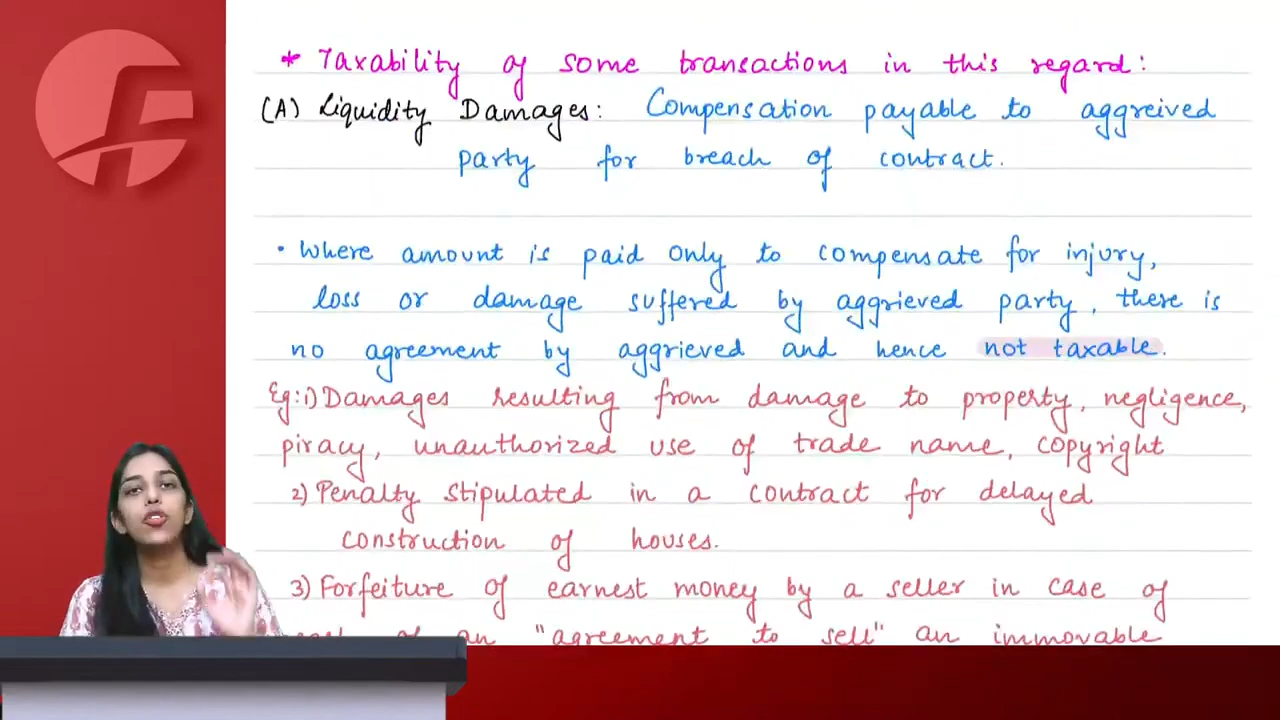 * Taxability of some transactions in this regard:
(A) Liquidity Damages: Compensation payable to aggreived
party for breach of contract.
• Where amount is paid only to compensate for injury,
loss or damage suffered by aggrieved party, there is
no agreement by aggrieved and hence not taxable.
Eg:1) Damages resulting from damage to property, negligence,
piracy, unauthorized use of trade name, copyright
2) Penalty stipulated in a contract for delayed
construction of houses.
3) Forfeiture of earnest money by a seller in case of
of an "agreement to sell" an immovable